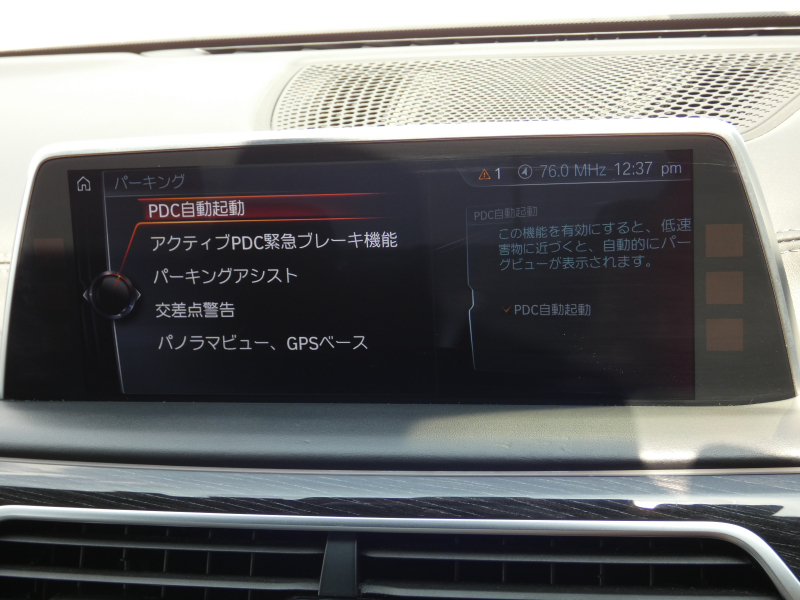 パーキング
1 76.0 MHz 12:37 pm
PDC自動起動
アクティブPDC緊急ブレーキ機能
パーキングアシスト
交差点警告
パノラマビュー、GPSベース
PDC自動起動
この機能を有効にすると、低速
害物に近づくと、自動的にパー
グビューが表示されます。
PDC自動起動